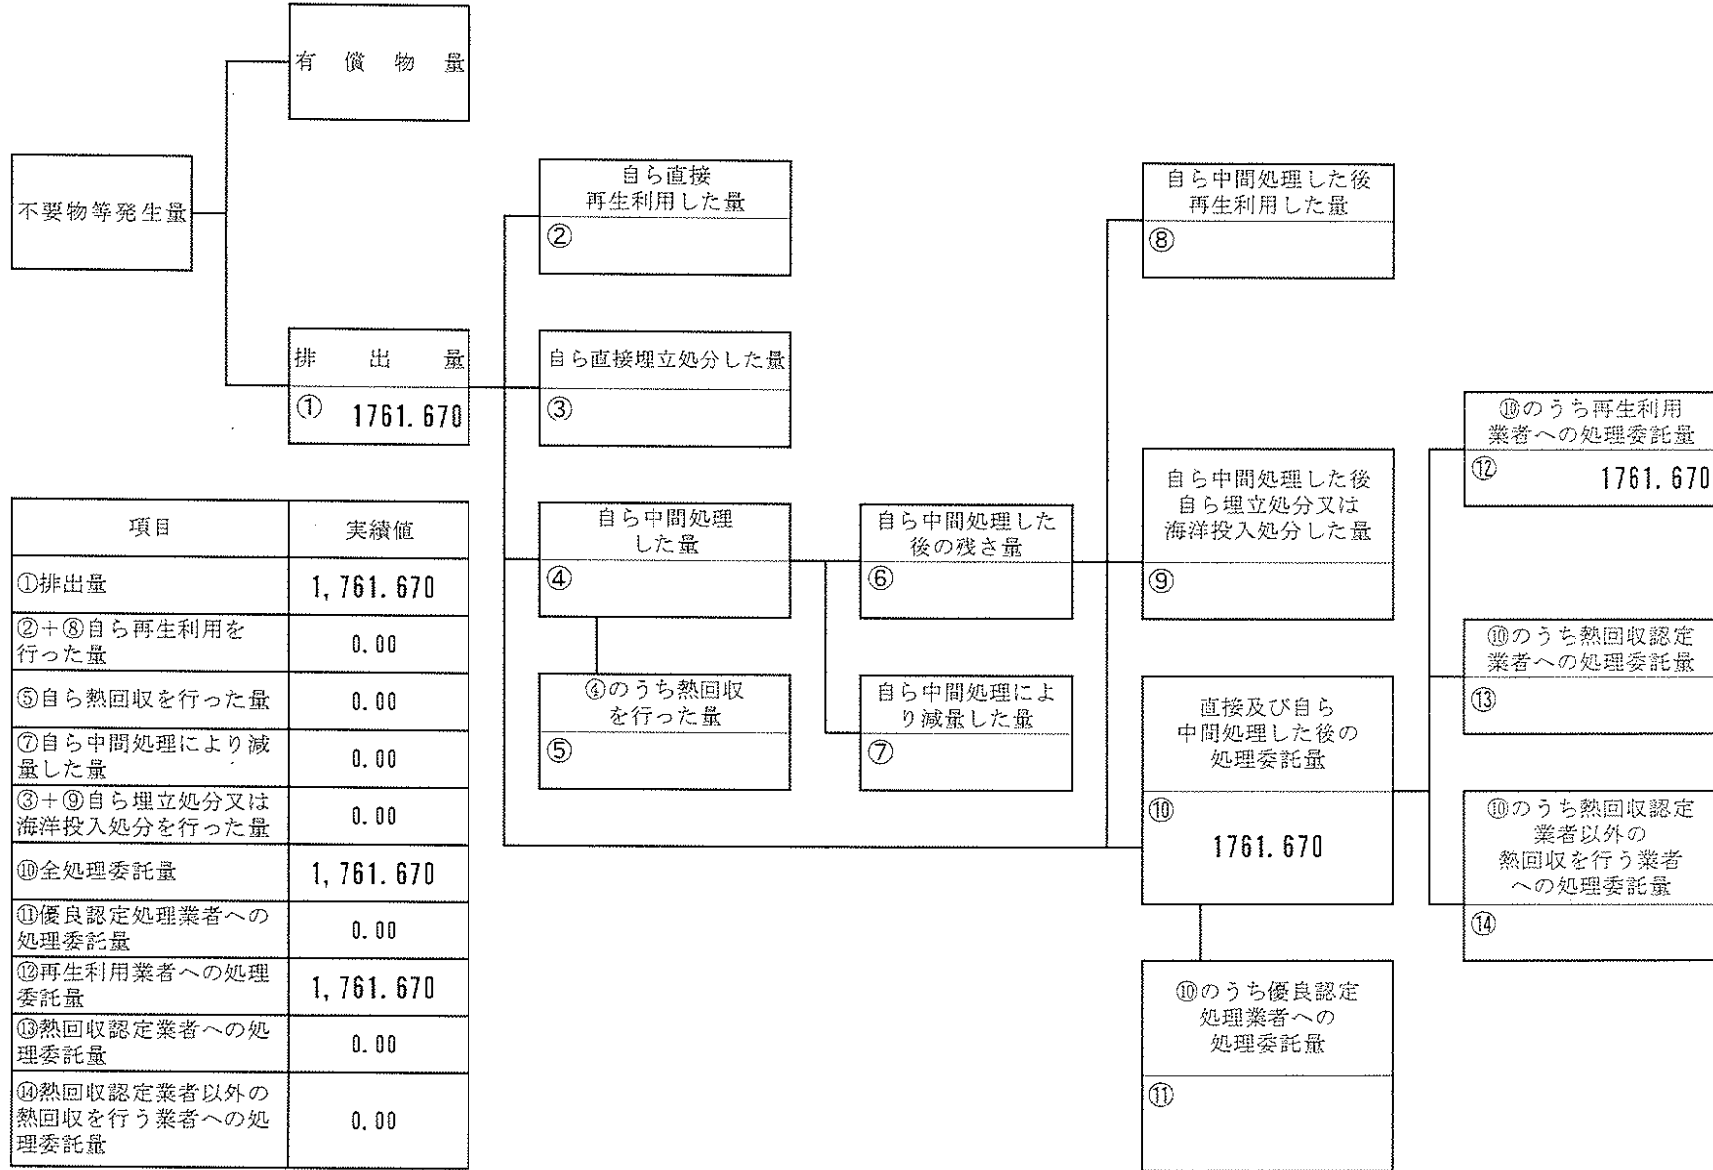 有償物量
不要物等発生量
排出量
① 1761.670
自ら直接
再生利用した量
②
自ら直接埋立処分した量
③
自ら中間処理
した量
④
④のうち熱回収
を行った量
⑤
自ら中間処理した
後の残さ量
⑥
自ら中間処理によ
り減量した量
⑦
自ら中間処理した後
再生利用した量
⑧
自ら中間処理した後
自ら埋立処分又は
海洋投入処分した量
⑨
直接及び自ら
中間処理した後の
処理委託量
⑩
1761.670
⑩のうち優良認定
処理業者への
処理委託量
⑪
⑩のうち再生利用
業者への処理委託量
⑫ 1761.670
⑩のうち熱回収認定
業者への処理委託量
⑬
⑩のうち熱回収認定
業者以外の
熱回収を行う業者
への処理委託量
⑭
項目 実績値
①排出量 1,761.670
②+⑧自ら再生利用を
行った量 0.00
⑤自ら熱回収を行った量 0.00
⑦自ら中間処理により減
量した量 0.00
③+⑨自ら埋立処分又は
海洋投入処分を行った量 0.00
⑩全処理委託量 1,761.670
⑪優良認定処理業者への
処理委託量 0.00
⑫再生利用業者への処理
委託量 1,761.670
⑬熱回収認定業者への処
理委託量 0.00
⑭熱回収認定業者以外の
熱回収を行う業者への処
理委託量 0.00